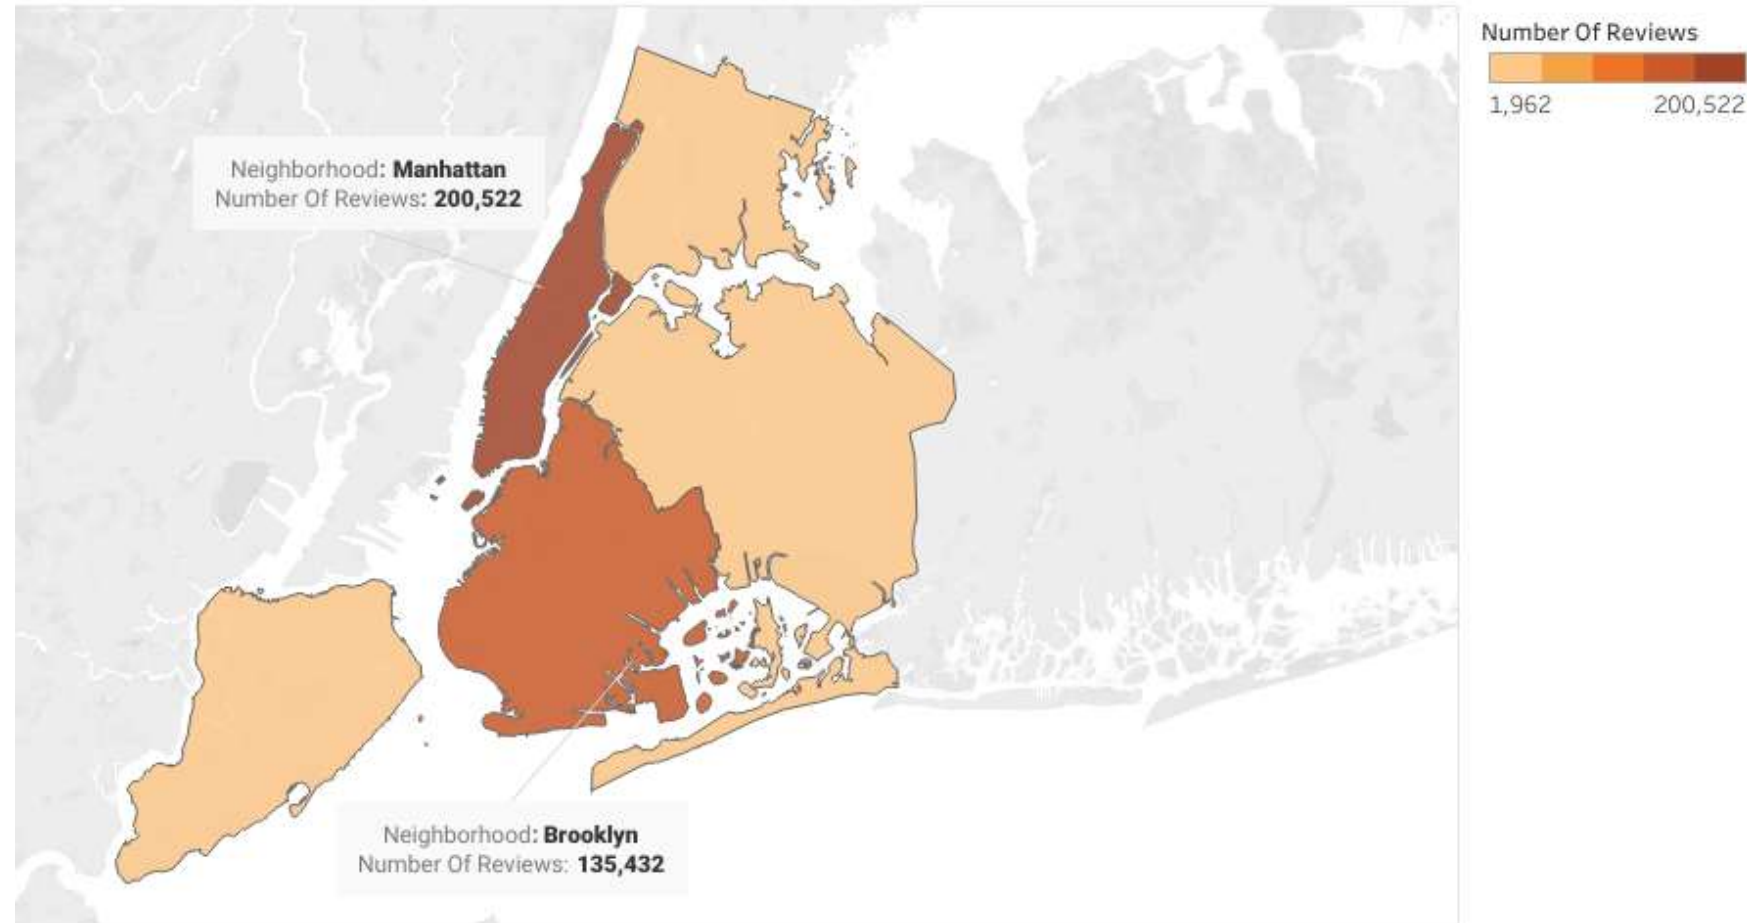 Number Of Reviews
1,962 200,522
Neighborhood: Manhattan
Number Of Reviews: 200,522
Neighborhood: Brooklyn
Number Of Reviews: 135,432